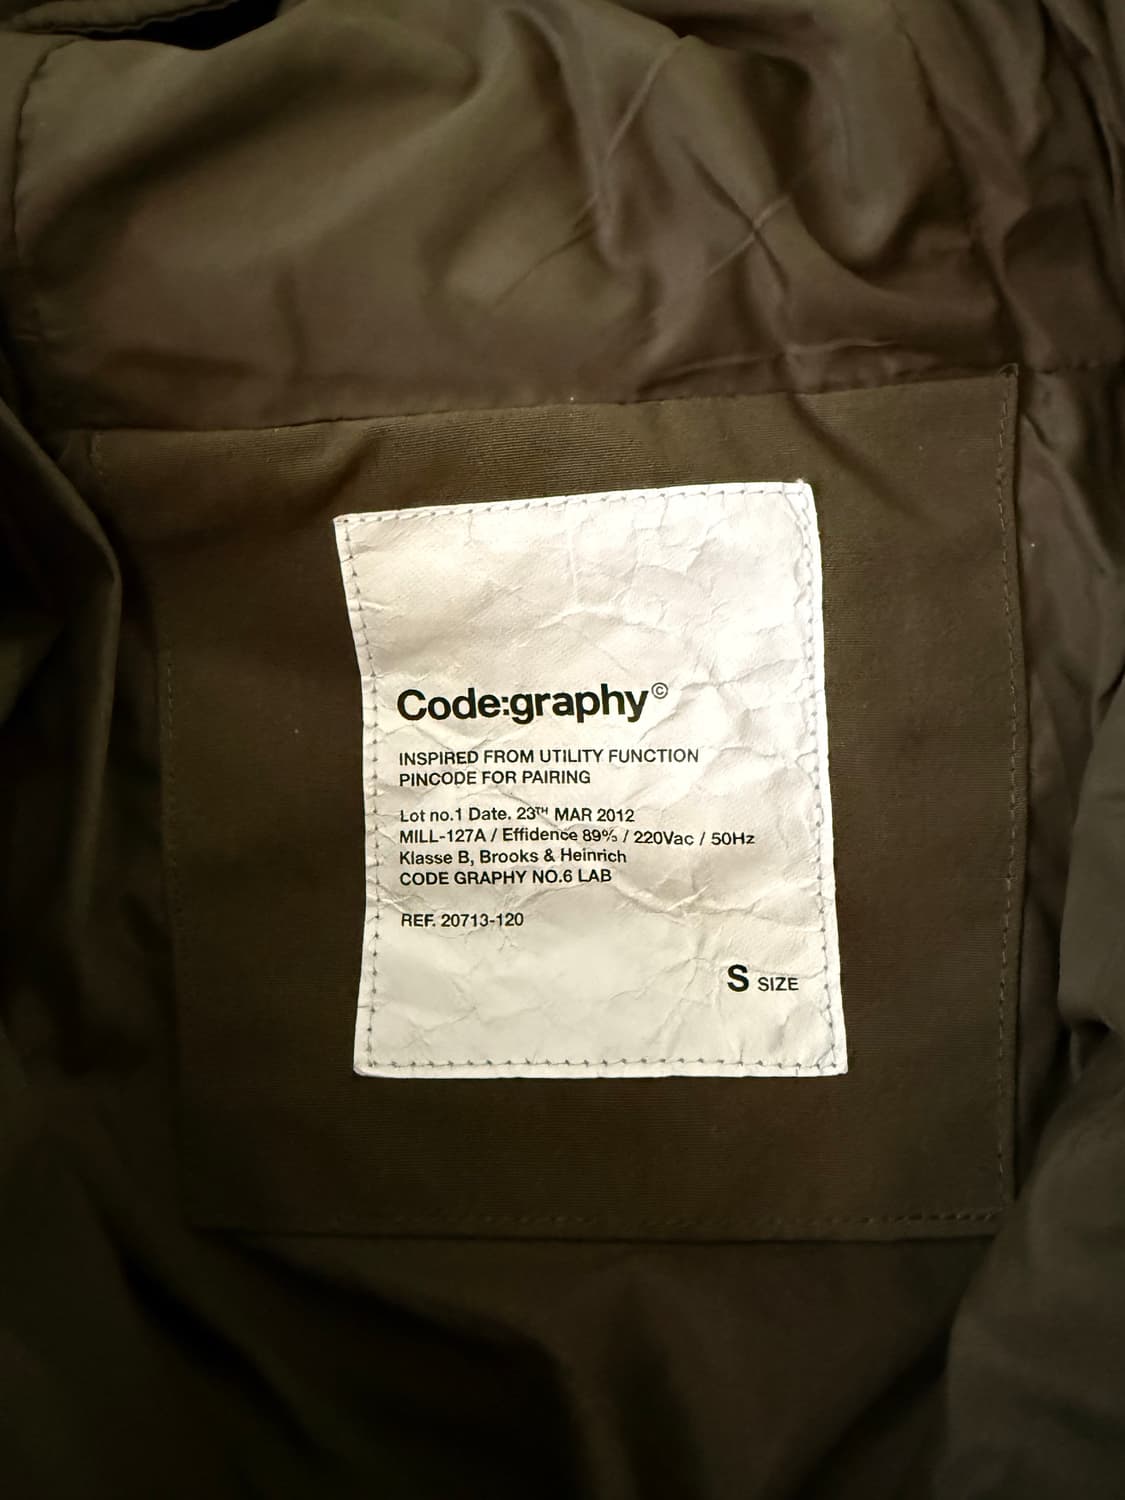 Code:graphy©
INSPIRED FROM UTILITY FUNCTION
PINCODE FOR PAIRING
Lot no.1 Date. 23TH MAR 2012
MILL-127A / Effidence 89% / 220Vac / 50Hz
Klasse B, Brooks & Heinrich
CODE GRAPHY NO.6 LAB
REF. 20713-120
S SIZE